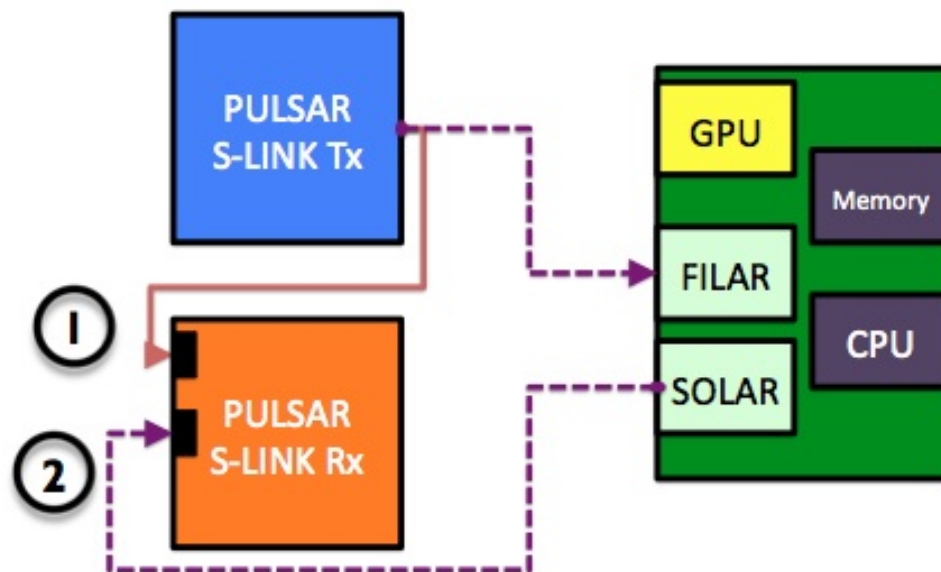 PULSAR
S-LINK Tx
GPU
Memory
FILAR
1
CPU
SOLAR
PULSAR
S-LINK Rx
2